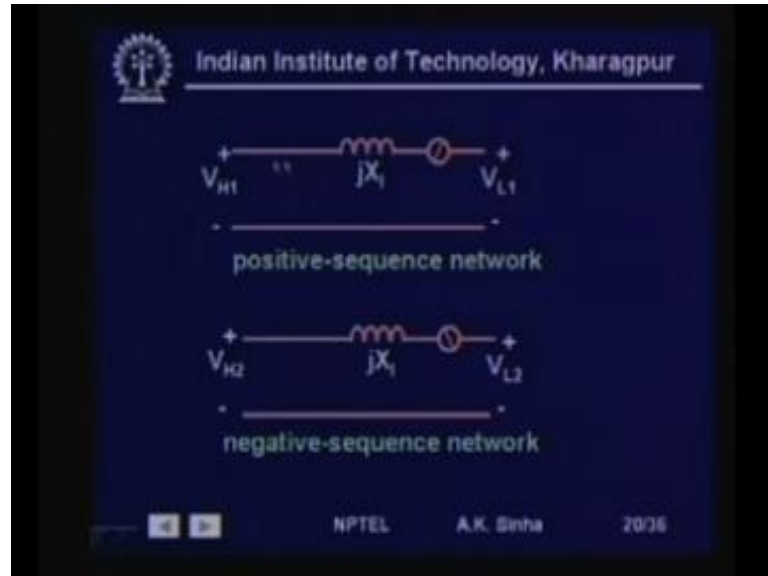 Indian Institute of Technology, Kharagpur
+ +
V_H1 jX_l V_L1
- -
positive-sequence network
+ +
V_H2 jX_l V_L2
- -
negative-sequence network
NPTEL A.K. Sinha 20/36